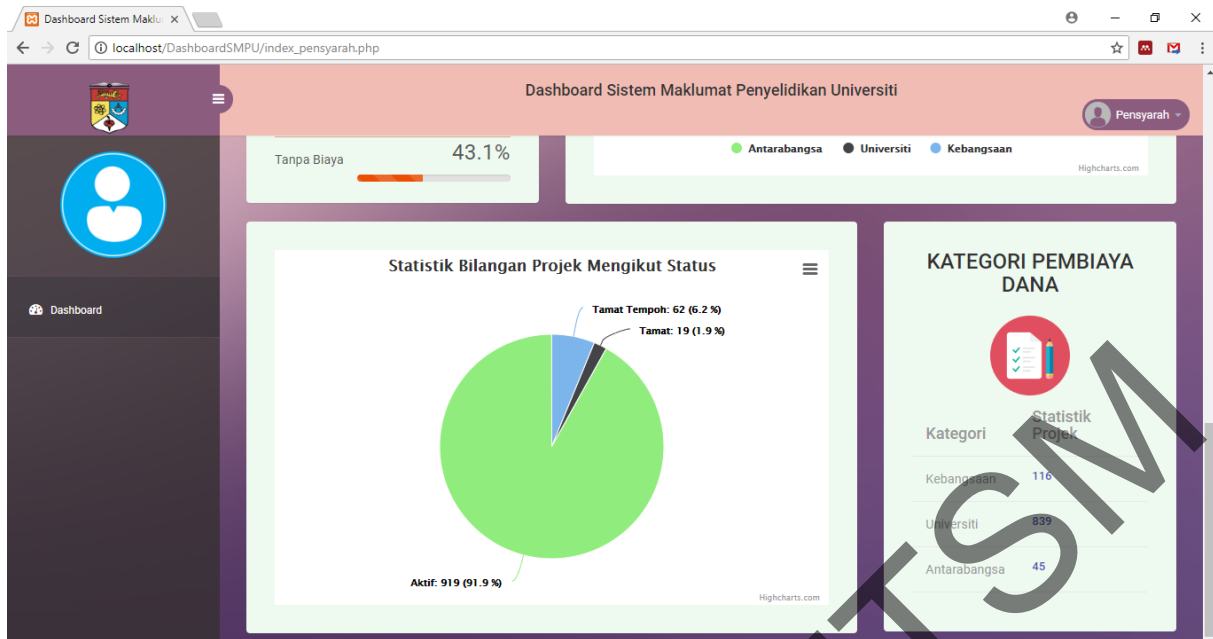 Dashboard Sistem Maklu
localhost/DashboardSMPU/index_pensyarah.php
Dashboard Sistem Maklumat Penyelidikan Universiti
Pensyarah
Dashboard
Tanpa Biaya
43.1%
Antarabangsa Universiti Kebangsaan
Highcharts.com
Statistik Bilangan Projek Mengikut Status
Tamat Tempoh: 62 (6.2 %)
Tamat: 19 (1.9 %)
Aktif: 919 (91.9 %)
Highcharts.com
KATEGORI PEMBIAYA
DANA
Kategori
Statistik
Projek
Kebangsaan 116
Universiti 839
Antarabangsa 45
TSM